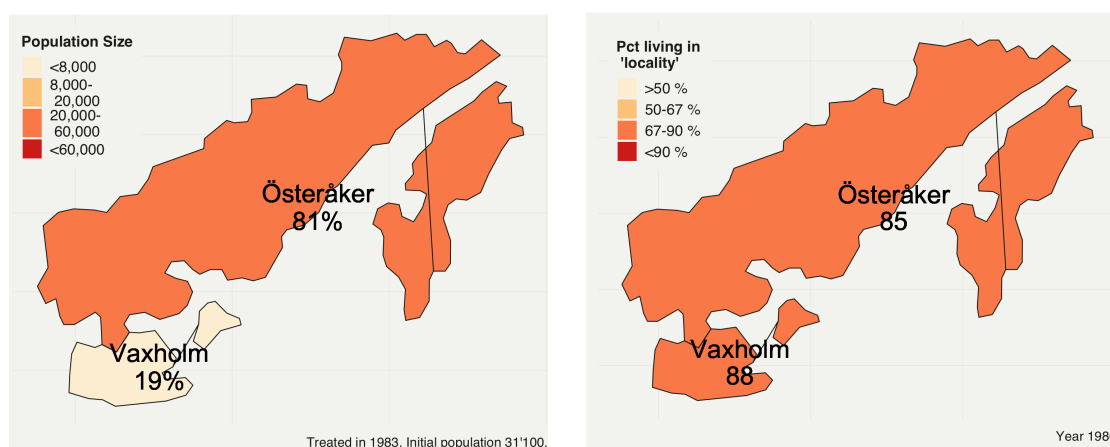 Population Size
<8,000
8,000-
20,000
20,000-
60,000
<60,000
Österåker
81%
Vaxholm
19%
Treated in 1983. Initial population 31'100.
Pct living in
'locality'
>50 %
50-67 %
67-90 %
<90 %
Österåker
85
Vaxholm
88
Year 198